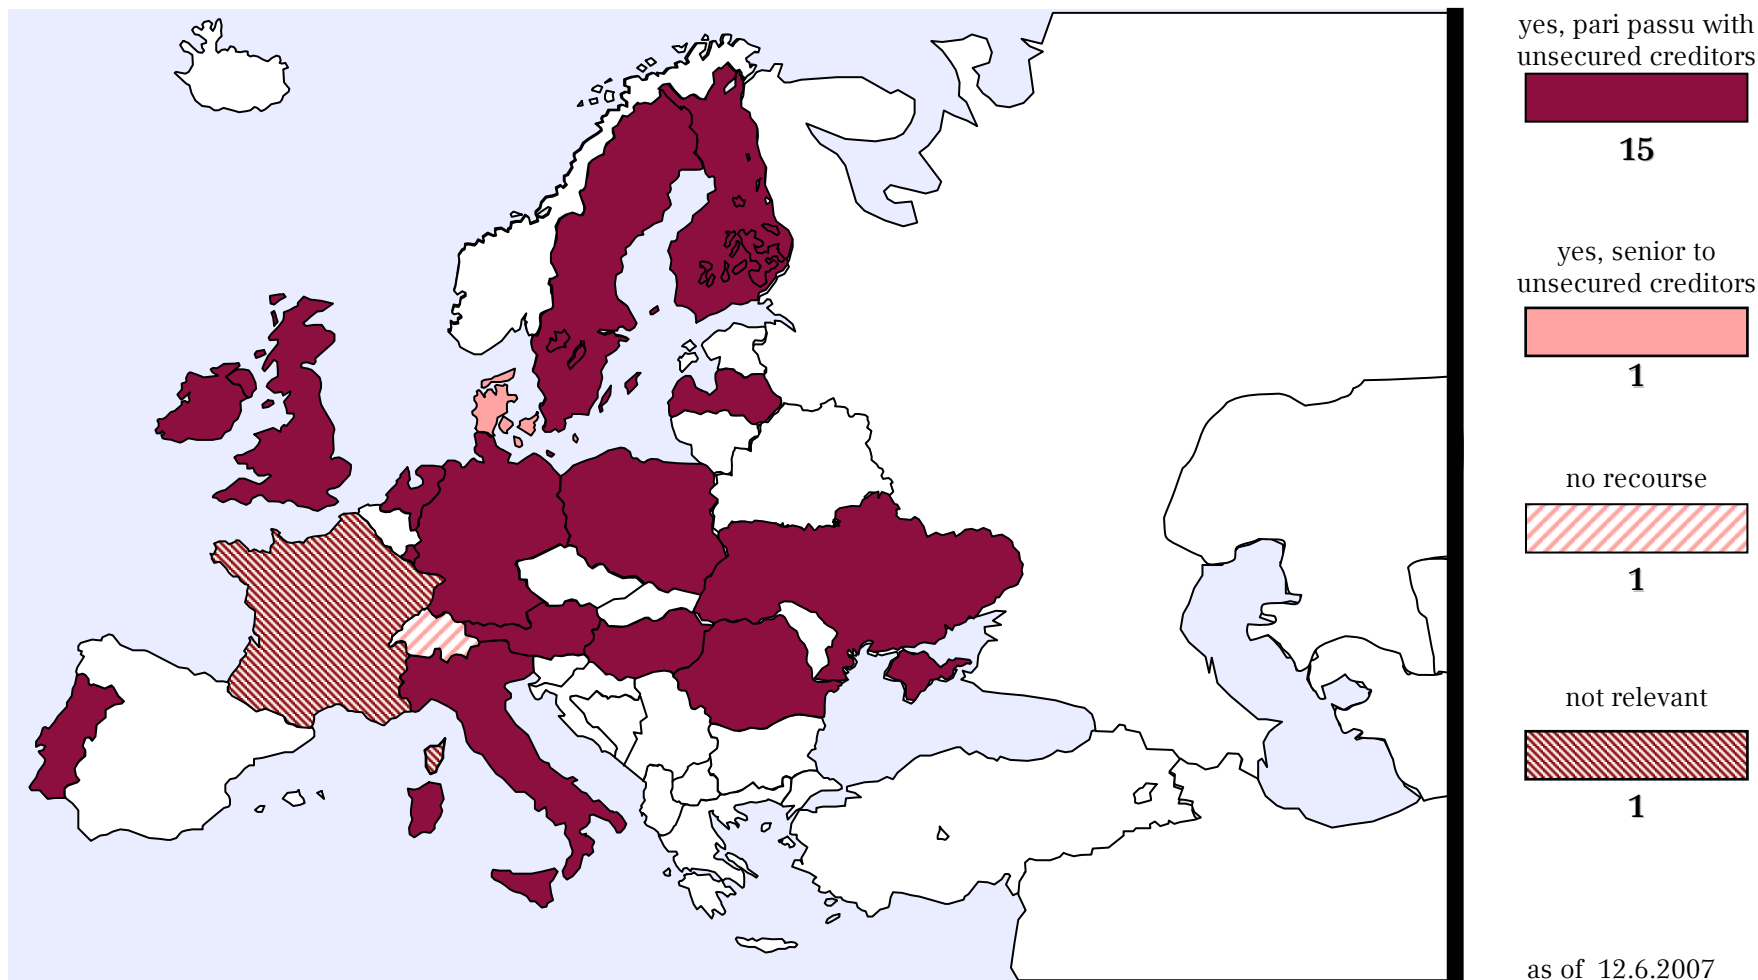 yes, pari passu with
unsecured creditors
15
yes, senior to
unsecured creditors
1
no recourse
1
not relevant
1
as of 12.6.2007